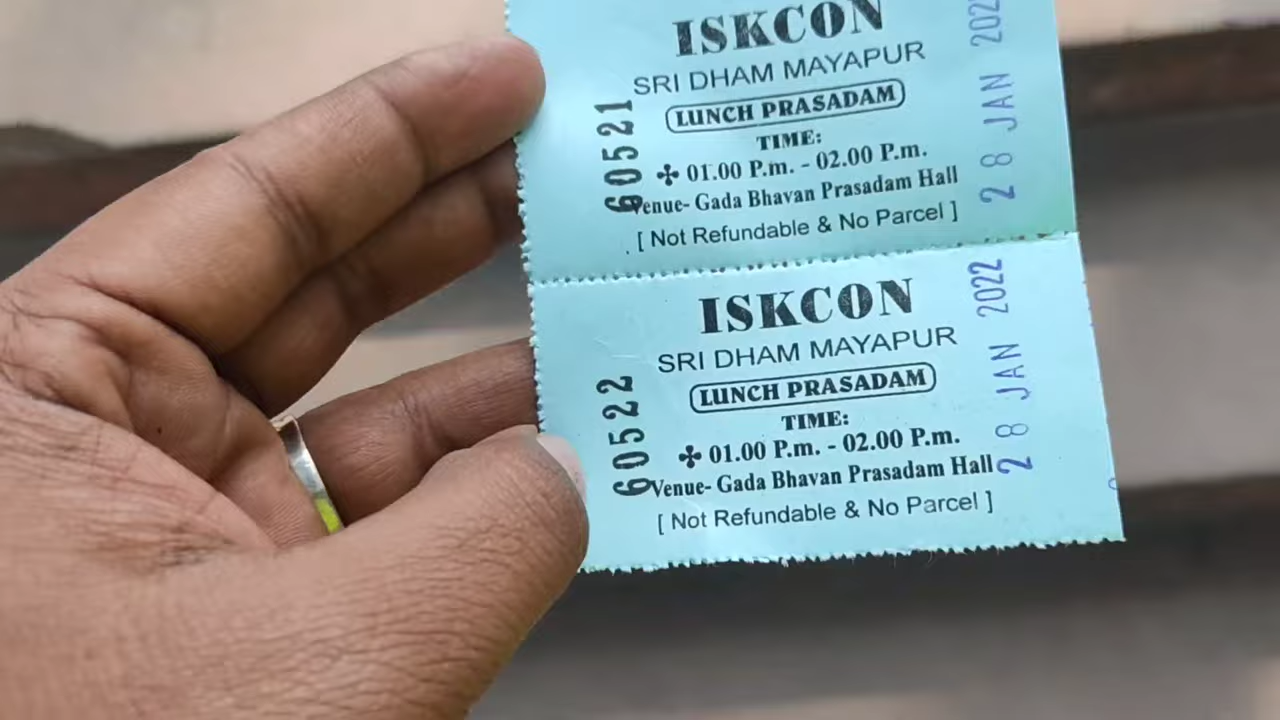 ISKCON
SRI DHAM MAYAPUR
LUNCH PRASADAM
TIME:
✣ 01.00 P.m. - 02.00 P.m.
Venue- Gada Bhavan Prasadam Hall
[ Not Refundable & No Parcel ]
60521
28 JAN 202
ISKCON
SRI DHAM MAYAPUR
LUNCH PRASADAM
TIME:
✣ 01.00 P.m. - 02.00 P.m.
Venue- Gada Bhavan Prasadam Hall
[ Not Refundable & No Parcel ]
60522
28 JAN 2022